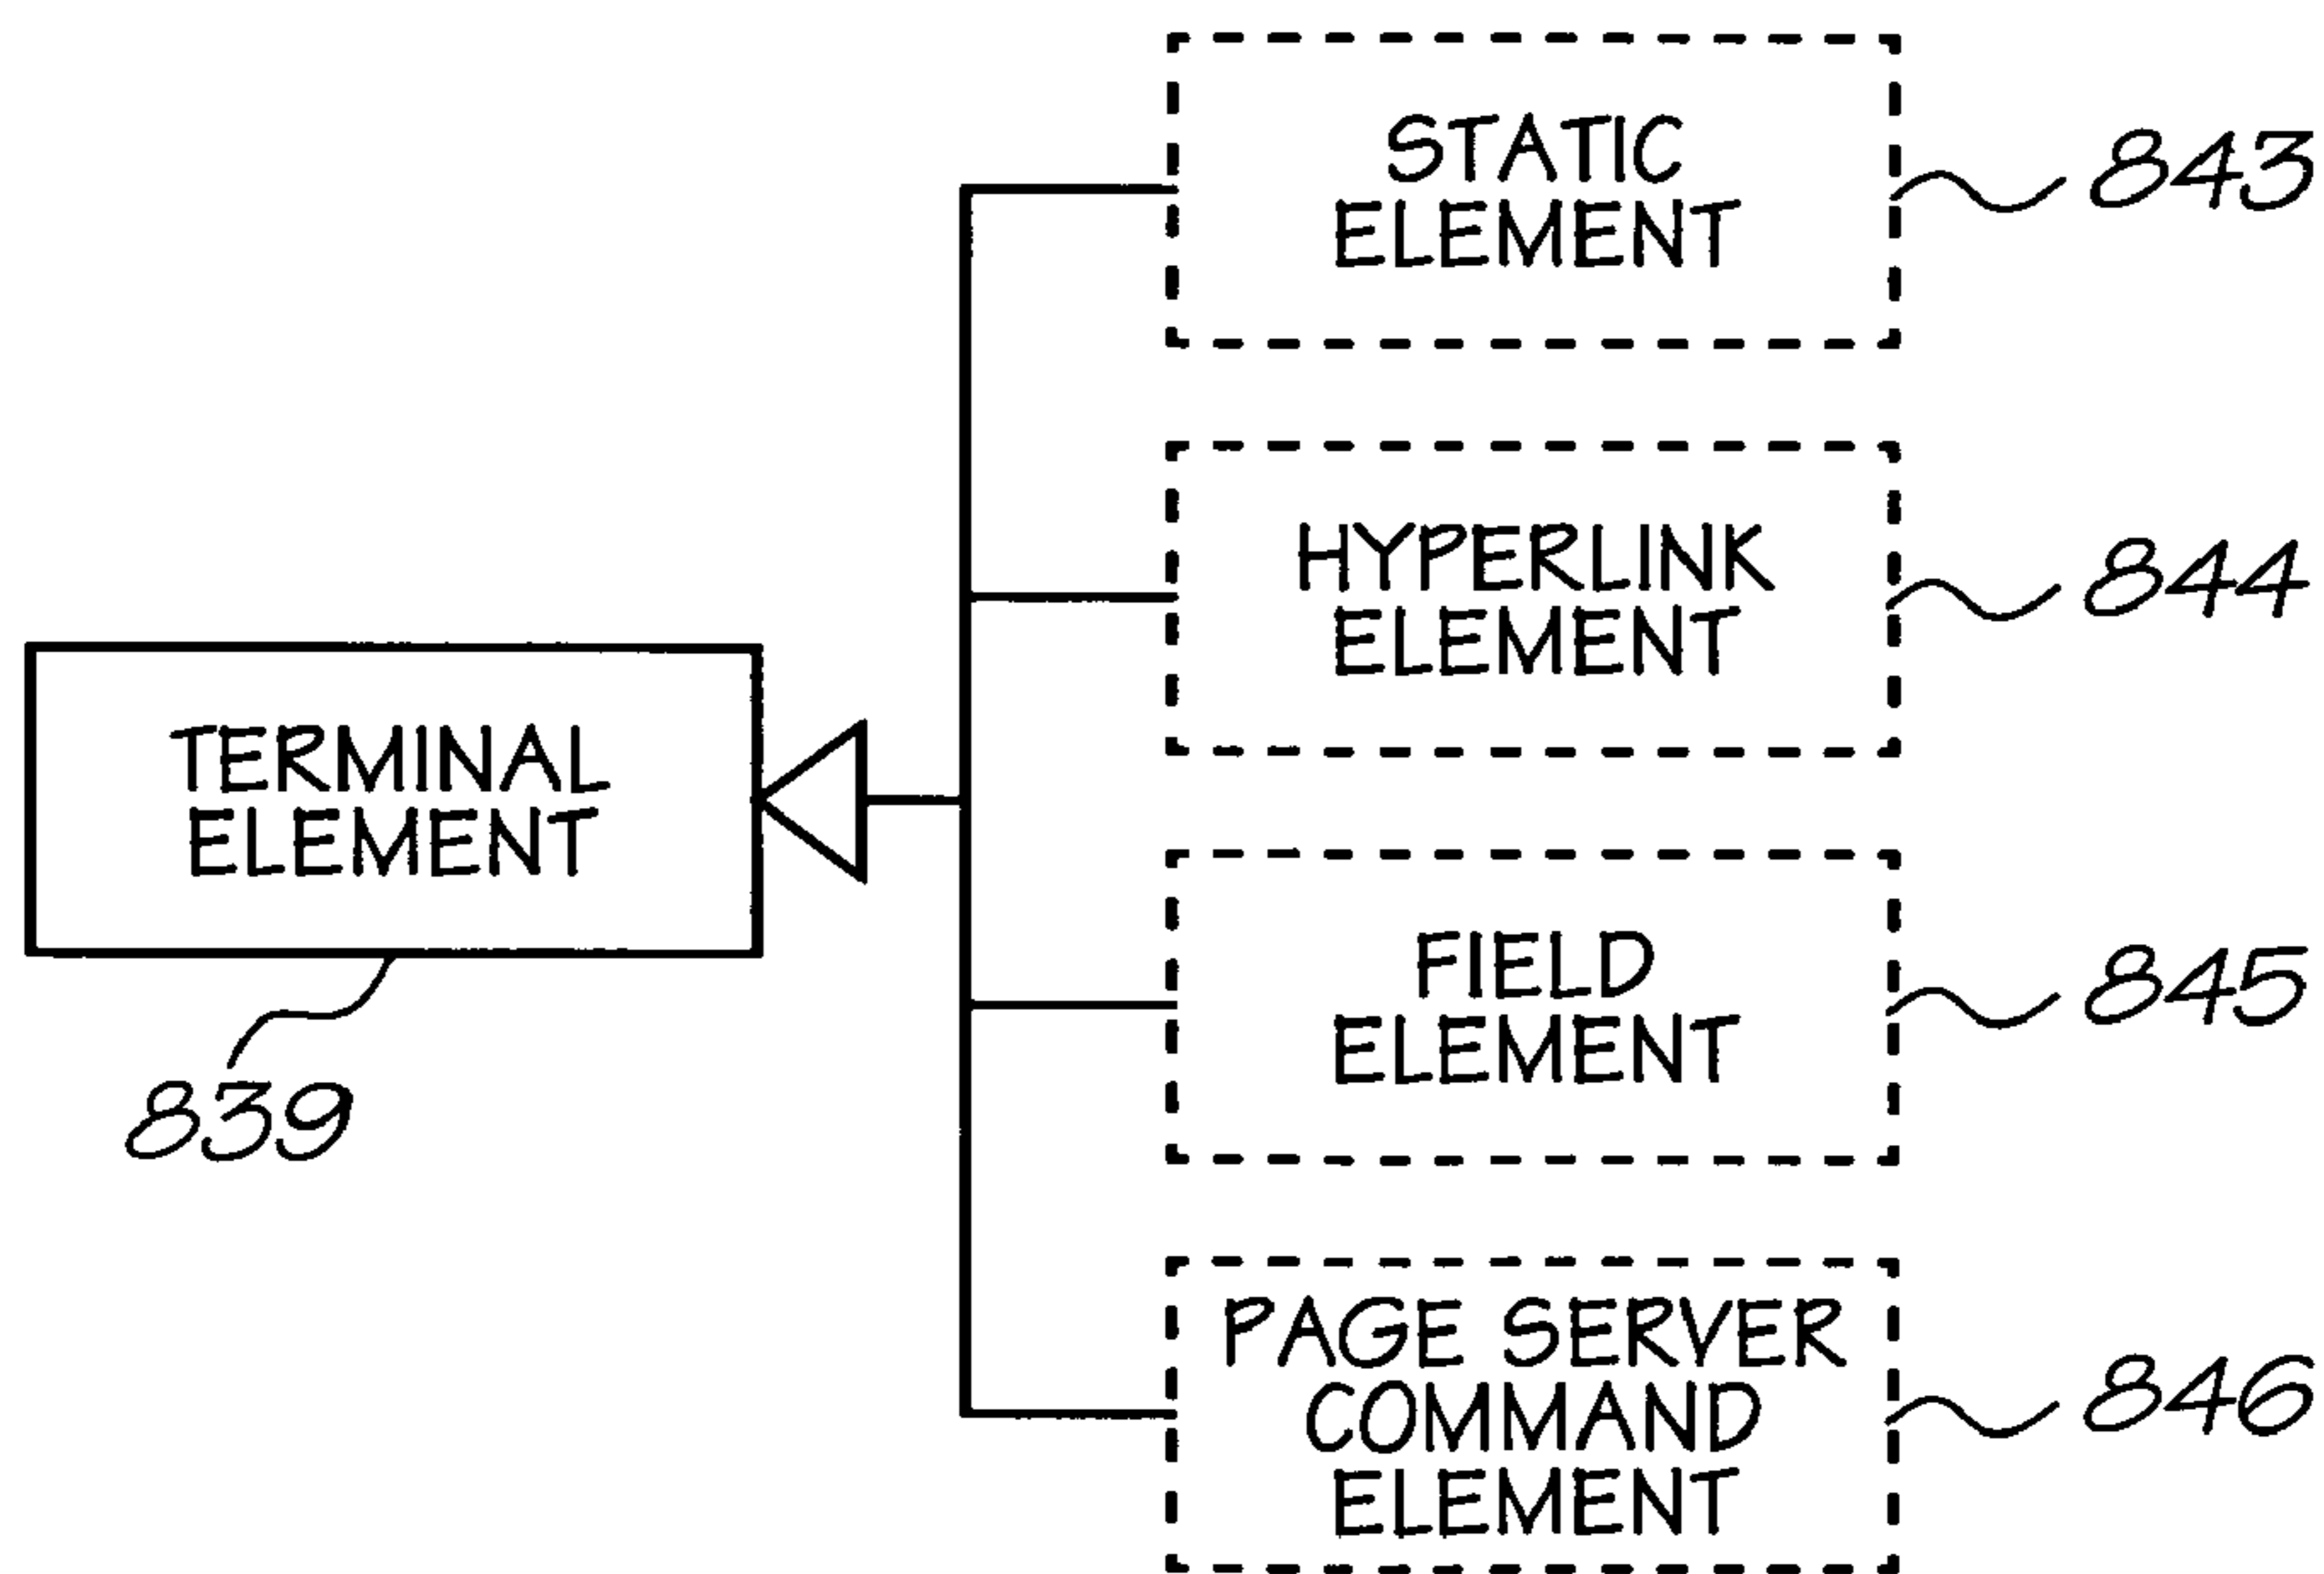 STATIC
ELEMENT
843
HYPERLINK
ELEMENT
844
TERMINAL
ELEMENT
839
FIELD
ELEMENT
845
PAGE SERVER
COMMAND
ELEMENT
846